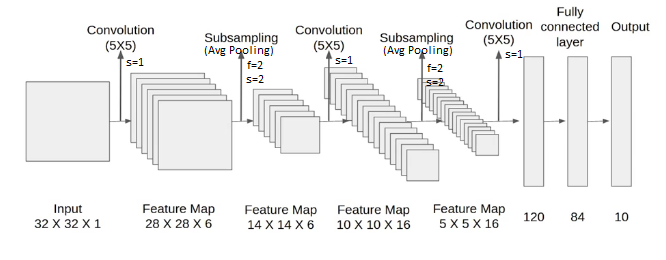 Convolution
(5X5)
s=1
Subsampling
(Avg Pooling)
f=2
s=2
Convolution
(5X5)
s=1
Subsampling
(Avg Pooling)
f=2
s=2
Convolution
(5X5)
s=1
Fully
connected
layer
Output
Input
32 X 32 X 1
Feature Map
28 X 28 X 6
Feature Map
14 X 14 X 6
Feature Map
10 X 10 X 16
Feature Map
5 X 5 X 16
120
84
10